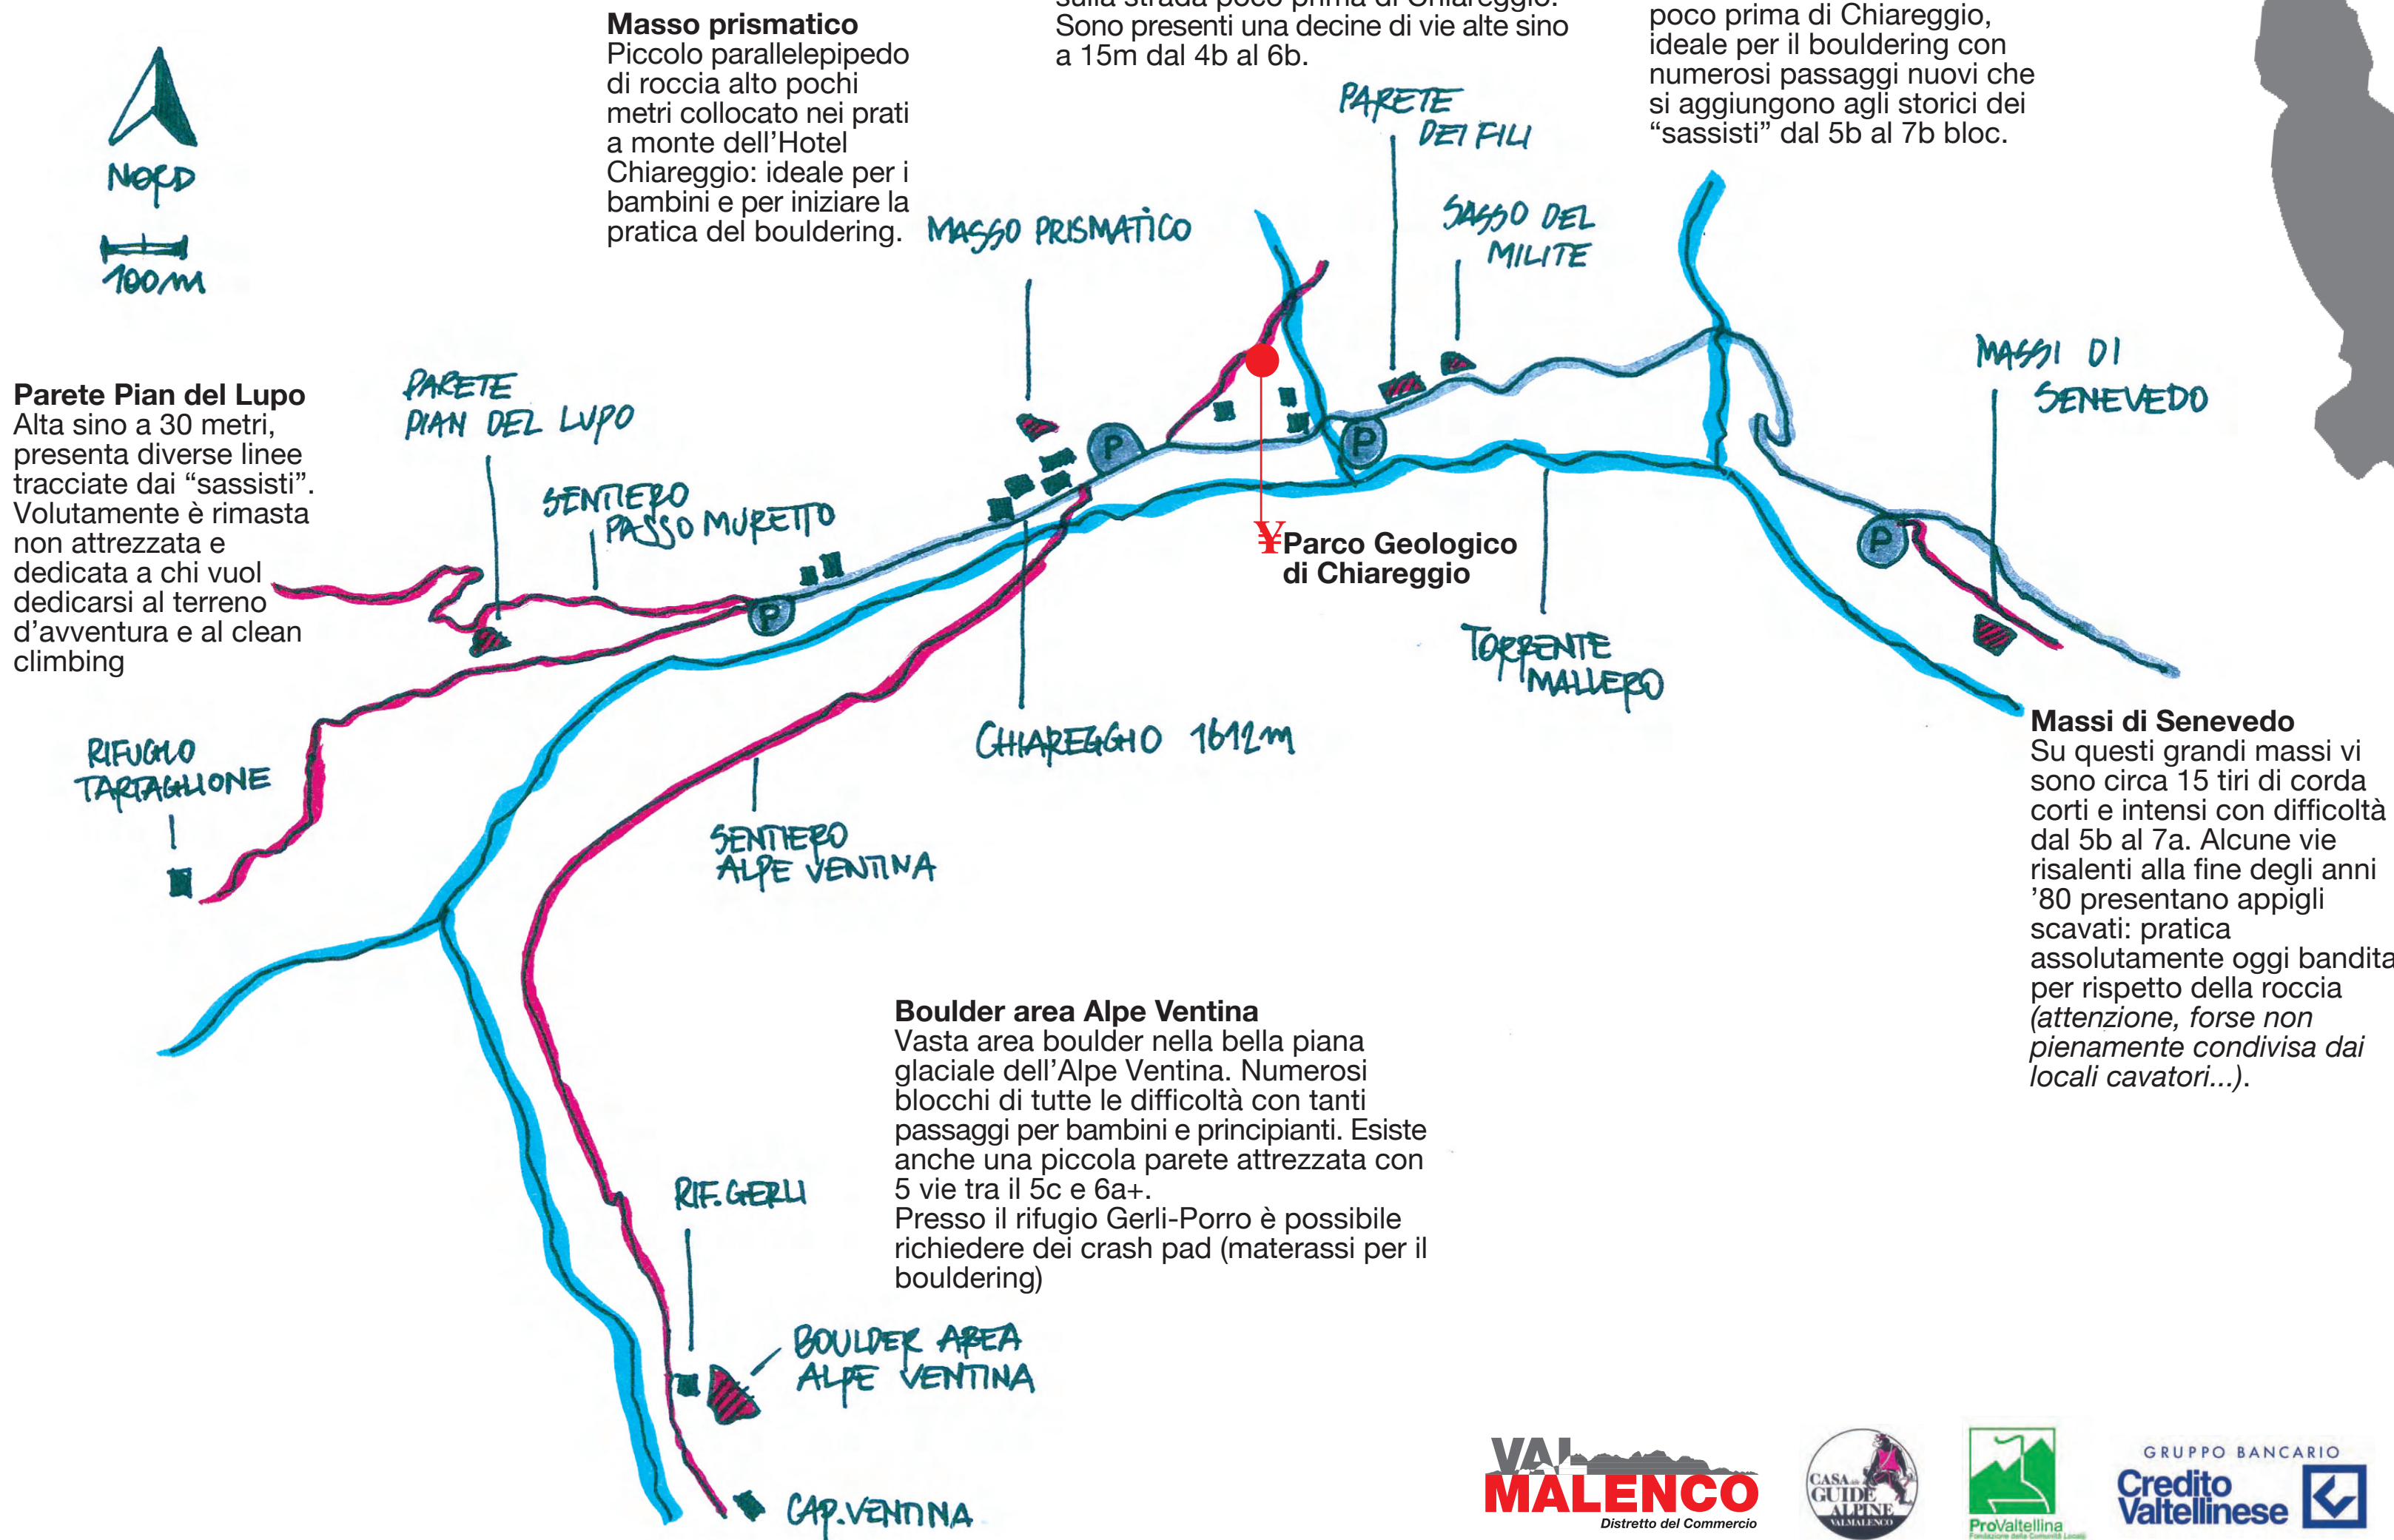 Masso prismatico
Piccolo parallelepipedo
di roccia alto pochi
metri collocato nei prati
a monte dell’Hotel
Chiareggio: ideale per i
bambini e per iniziare la
pratica del bouldering.
sulla strada poco prima di Chiareggio.
Sono presenti una decine di vie alte sino
a 15m dal 4b al 6b.
poco prima di Chiareggio,
ideale per il bouldering con
numerosi passaggi nuovi che
si aggiungono agli storici dei
“sassisti” dal 5b al 7b bloc.
NORD
100m
PARETE
DEI FILI
SASSO DEL
MILITE
MASSO PRISMATICO
MASSI DI
SENEVEDO
Parete Pian del Lupo
Alta sino a 30 metri,
presenta diverse linee
tracciate dai “sassisti”.
Volutamente è rimasta
non attrezzata e
dedicata a chi vuol
dedicarsi al terreno
d’avventura e al clean
climbing
PARETE
PIAN DEL LUPO
SENTIERO
PASSO MURETTO
P
P
P
P
¥Parco Geologico
di Chiareggio
TORRENTE
MALLERO
CHIAREGGIO 1612m
RIFUGIO
TARTAGLIONE
SENTIERO
ALPE VENTINA
Massi di Senevedo
Su questi grandi massi vi
sono circa 15 tiri di corda
corti e intensi con difficoltà
dal 5b al 7a. Alcune vie
risalenti alla fine degli anni
’80 presentano appigli
scavati: pratica
assolutamente oggi bandita
per rispetto della roccia
(attenzione, forse non
pienamente condivisa dai
locali cavatori...).
Boulder area Alpe Ventina
Vasta area boulder nella bella piana
glaciale dell’Alpe Ventina. Numerosi
blocchi di tutte le difficoltà con tanti
passaggi per bambini e principianti. Esiste
anche una piccola parete attrezzata con
5 vie tra il 5c e 6a+.
Presso il rifugio Gerli-Porro è possibile
richiedere dei crash pad (materassi per il
bouldering)
RIF. GERLI
BOULDER AREA
ALPE VENTINA
CAP. VENTINA
VAL
MALENCO
Distretto del Commercio
CASA delle
GUIDE
ALPINE
VALMALENCO
ProValtellina
Fondazione della Comunità Locale
GRUPPO BANCARIO
Credito
Valtellinese